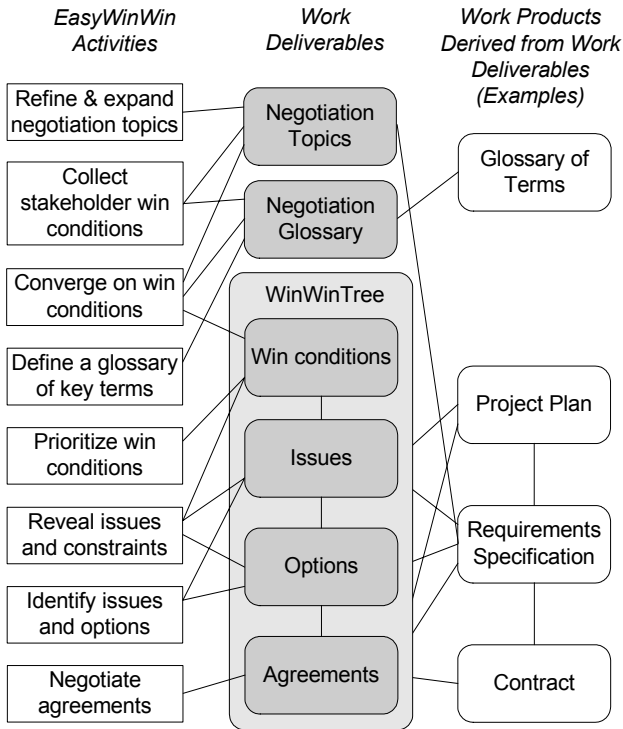 EasyWinWin
Activities
Work
Deliverables
Work Products
Derived from Work
Deliverables
(Examples)
Refine & expand
negotiation topics
Collect
stakeholder win
conditions
Converge on win
conditions
Define a glossary
of key terms
Prioritize win
conditions
Reveal issues
and constraints
Identify issues
and options
Negotiate
agreements
Negotiation
Topics
Negotiation
Glossary
WinWinTree
Win conditions
Issues
Options
Agreements
Glossary of
Terms
Project Plan
Requirements
Specification
Contract